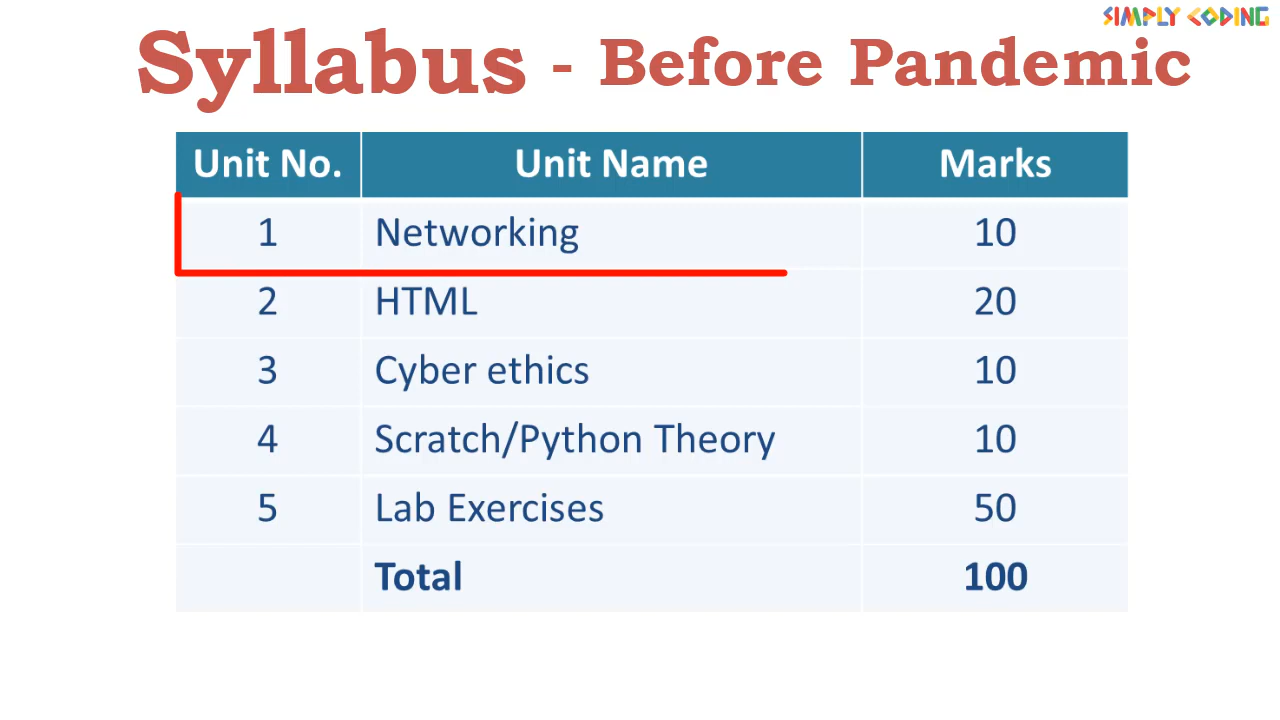 SIMPLY CODING
Syllabus - Before Pandemic
Unit No. Unit Name Marks
1 Networking 10
2 HTML 20
3 Cyber ethics 10
4 Scratch/Python Theory 10
5 Lab Exercises 50
Total 100